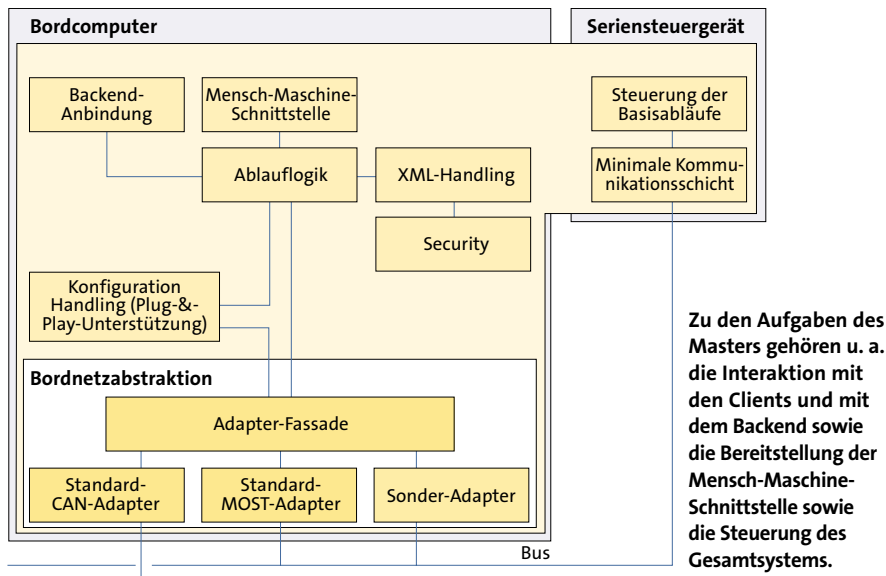 Bordcomputer
Seriensteuergerät
Backend-
Anbindung
Mensch-Maschine-
Schnittstelle
Steuerung der
Basisabläufe
Ablauflogik
XML-Handling
Minimale Kommu-
nikationsschicht
Security
Konfiguration
Handling (Plug-&-
Play-Unterstützung)
Bordnetzabstraktion
Adapter-Fassade
Standard-
CAN-Adapter
Standard-
MOST-Adapter
Sonder-Adapter
Bus
Zu den Aufgaben des
Masters gehören u. a.
die Interaktion mit
den Clients und mit
dem Backend sowie
die Bereitstellung der
Mensch-Maschine-
Schnittstelle sowie
die Steuerung des
Gesamtsystems.